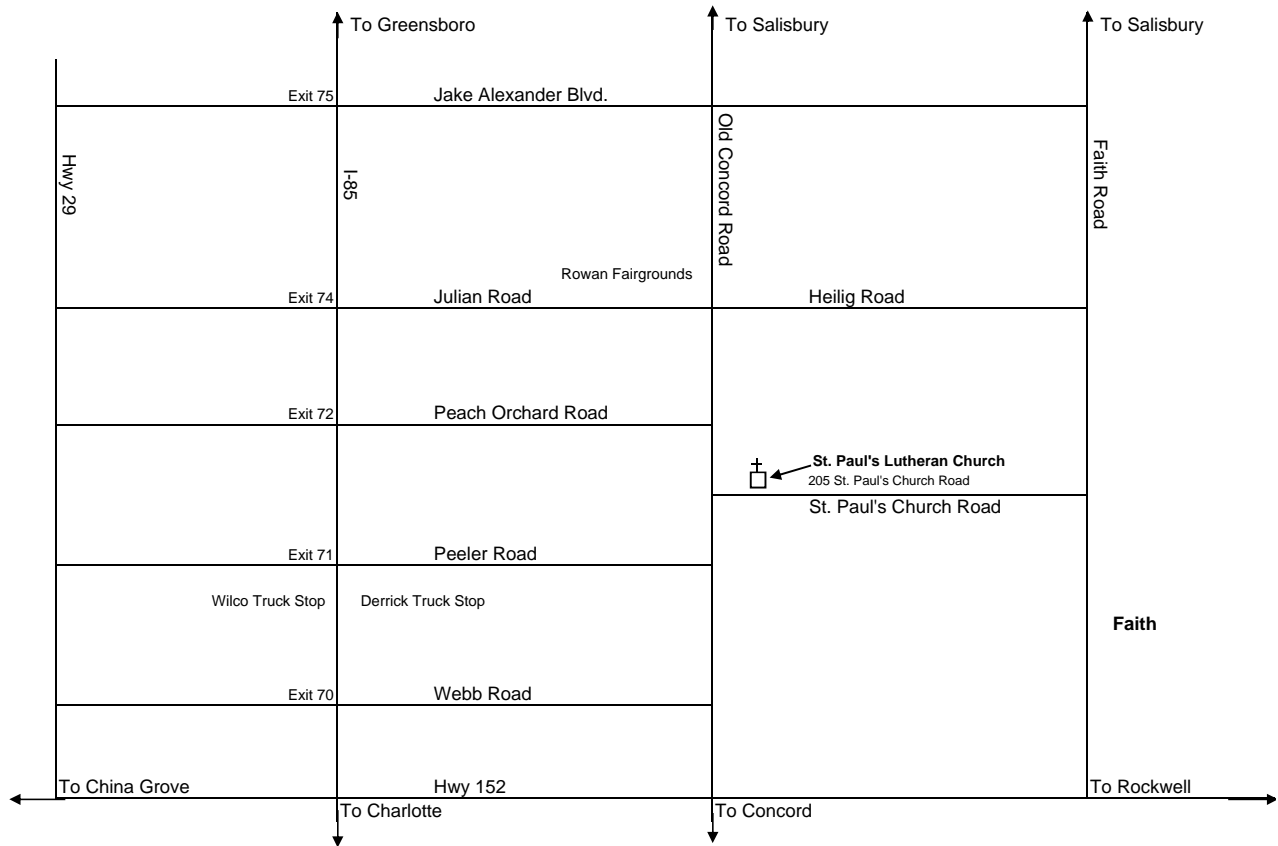 To Greensboro
To Salisbury
To Salisbury
Exit 75
Jake Alexander Blvd.
Hwy 29
I-85
Old Concord Road
Faith Road
Rowan Fairgrounds
Exit 74
Julian Road
Heilig Road
Exit 72
Peach Orchard Road
St. Paul's Lutheran Church
205 St. Paul's Church Road
St. Paul's Church Road
Exit 71
Peeler Road
Wilco Truck Stop
Derrick Truck Stop
Faith
Exit 70
Webb Road
To China Grove
Hwy 152
To Rockwell
To Charlotte
To Concord